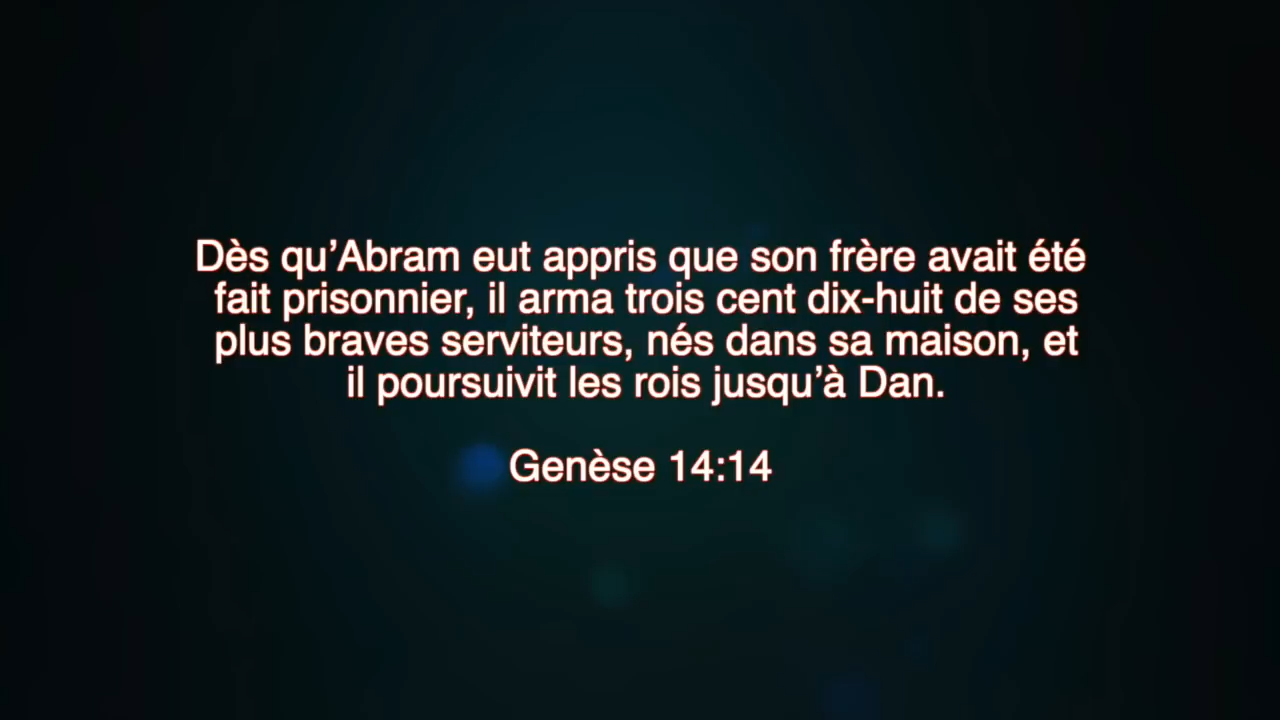 Dès qu’Abram eut appris que son frère avait été
fait prisonnier, il arma trois cent dix-huit de ses
plus braves serviteurs, nés dans sa maison, et
il poursuivit les rois jusqu’à Dan.
Genèse 14:14